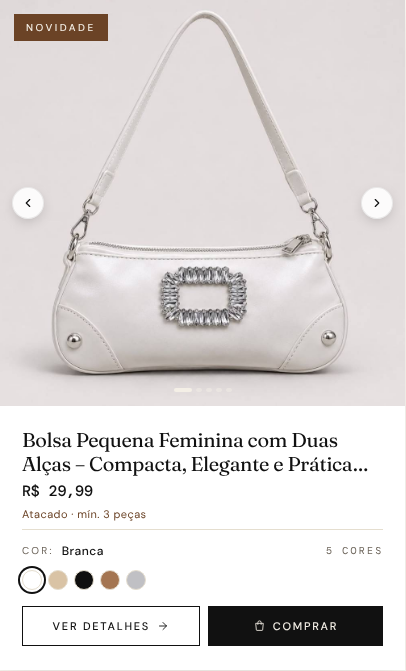 NOVIDADE
Bolsa Pequena Feminina com Duas
Alças – Compacta, Elegante e Prática...
R$ 29,99
Atacado · mín. 3 peças
COR: Branca 5 CORES
VER DETALHES → COMPRAR